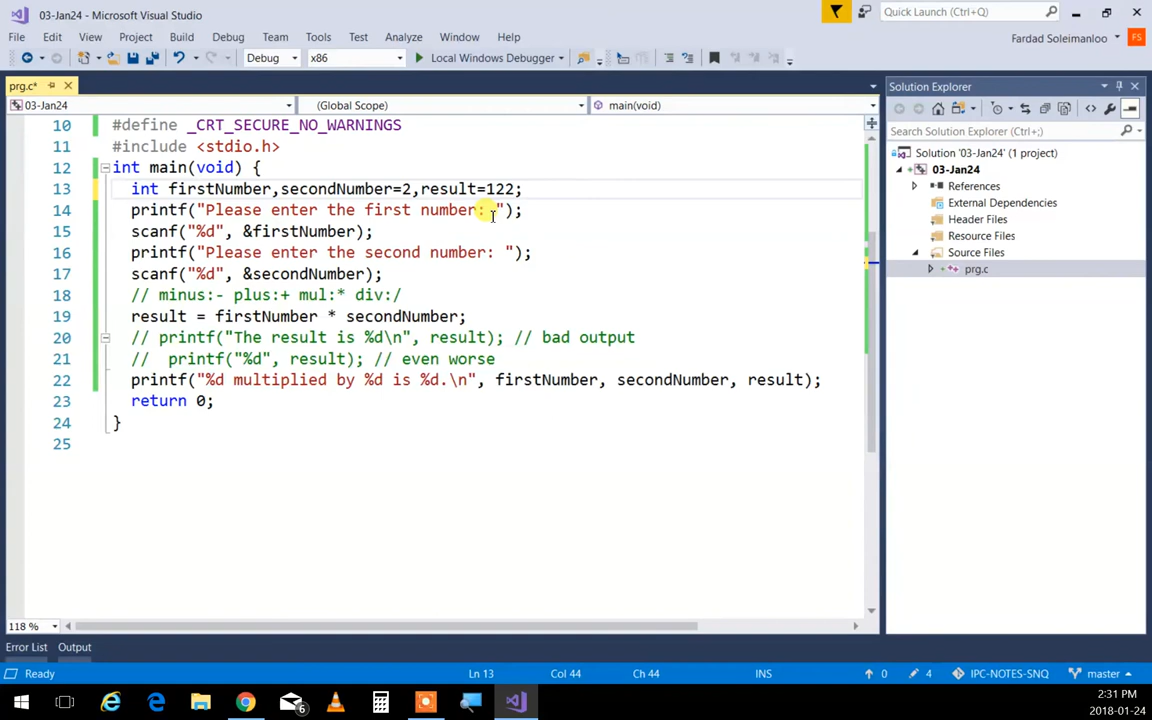 03-Jan24 - Microsoft Visual Studio
Quick Launch (Ctrl+Q)
File Edit View Project Build Debug Team Tools Test Analyze Window Help
Fardad Soleimanloo FS
Debug x86 Local Windows Debugger
prg.c*
Solution Explorer
03-Jan24 (Global Scope) main(void)
Search Solution Explorer (Ctrl+;)
Solution '03-Jan24' (1 project)
03-Jan24
References
External Dependencies
Header Files
Resource Files
Source Files
prg.c
10 #define _CRT_SECURE_NO_WARNINGS
11 #include <stdio.h>
12 int main(void) {
13 int firstNumber,secondNumber=2,result=122;
14 printf("Please enter the first number: ");
15 scanf("%d", &firstNumber);
16 printf("Please enter the second number: ");
17 scanf("%d", &secondNumber);
18 // minus:- plus:+ mul:* div:/
19 result = firstNumber * secondNumber;
20 // printf("The result is %d\n", result); // bad output
21 //  printf("%d", result); // even worse
22 printf("%d multiplied by %d is %d.\n", firstNumber, secondNumber, result);
23 return 0;
24 }
25
118 %
Error List Output
Ready Ln 13 Col 44 Ch 44 INS 0 4 IPC-NOTES-SNQ master
6
2:31 PM
2018-01-24